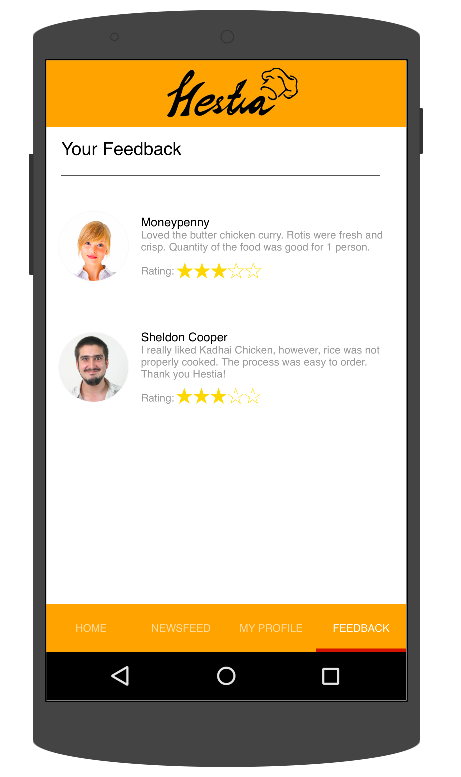 Hestia
Your Feedback
Moneypenny
Loved the butter chicken curry. Rotis were fresh and
crisp. Quantity of the food was good for 1 person.
Rating:
Sheldon Cooper
I really liked Kadhai Chicken, however, rice was not
properly cooked. The process was easy to order.
Thank you Hestia!
Rating:
HOME NEWSFEED MY PROFILE FEEDBACK